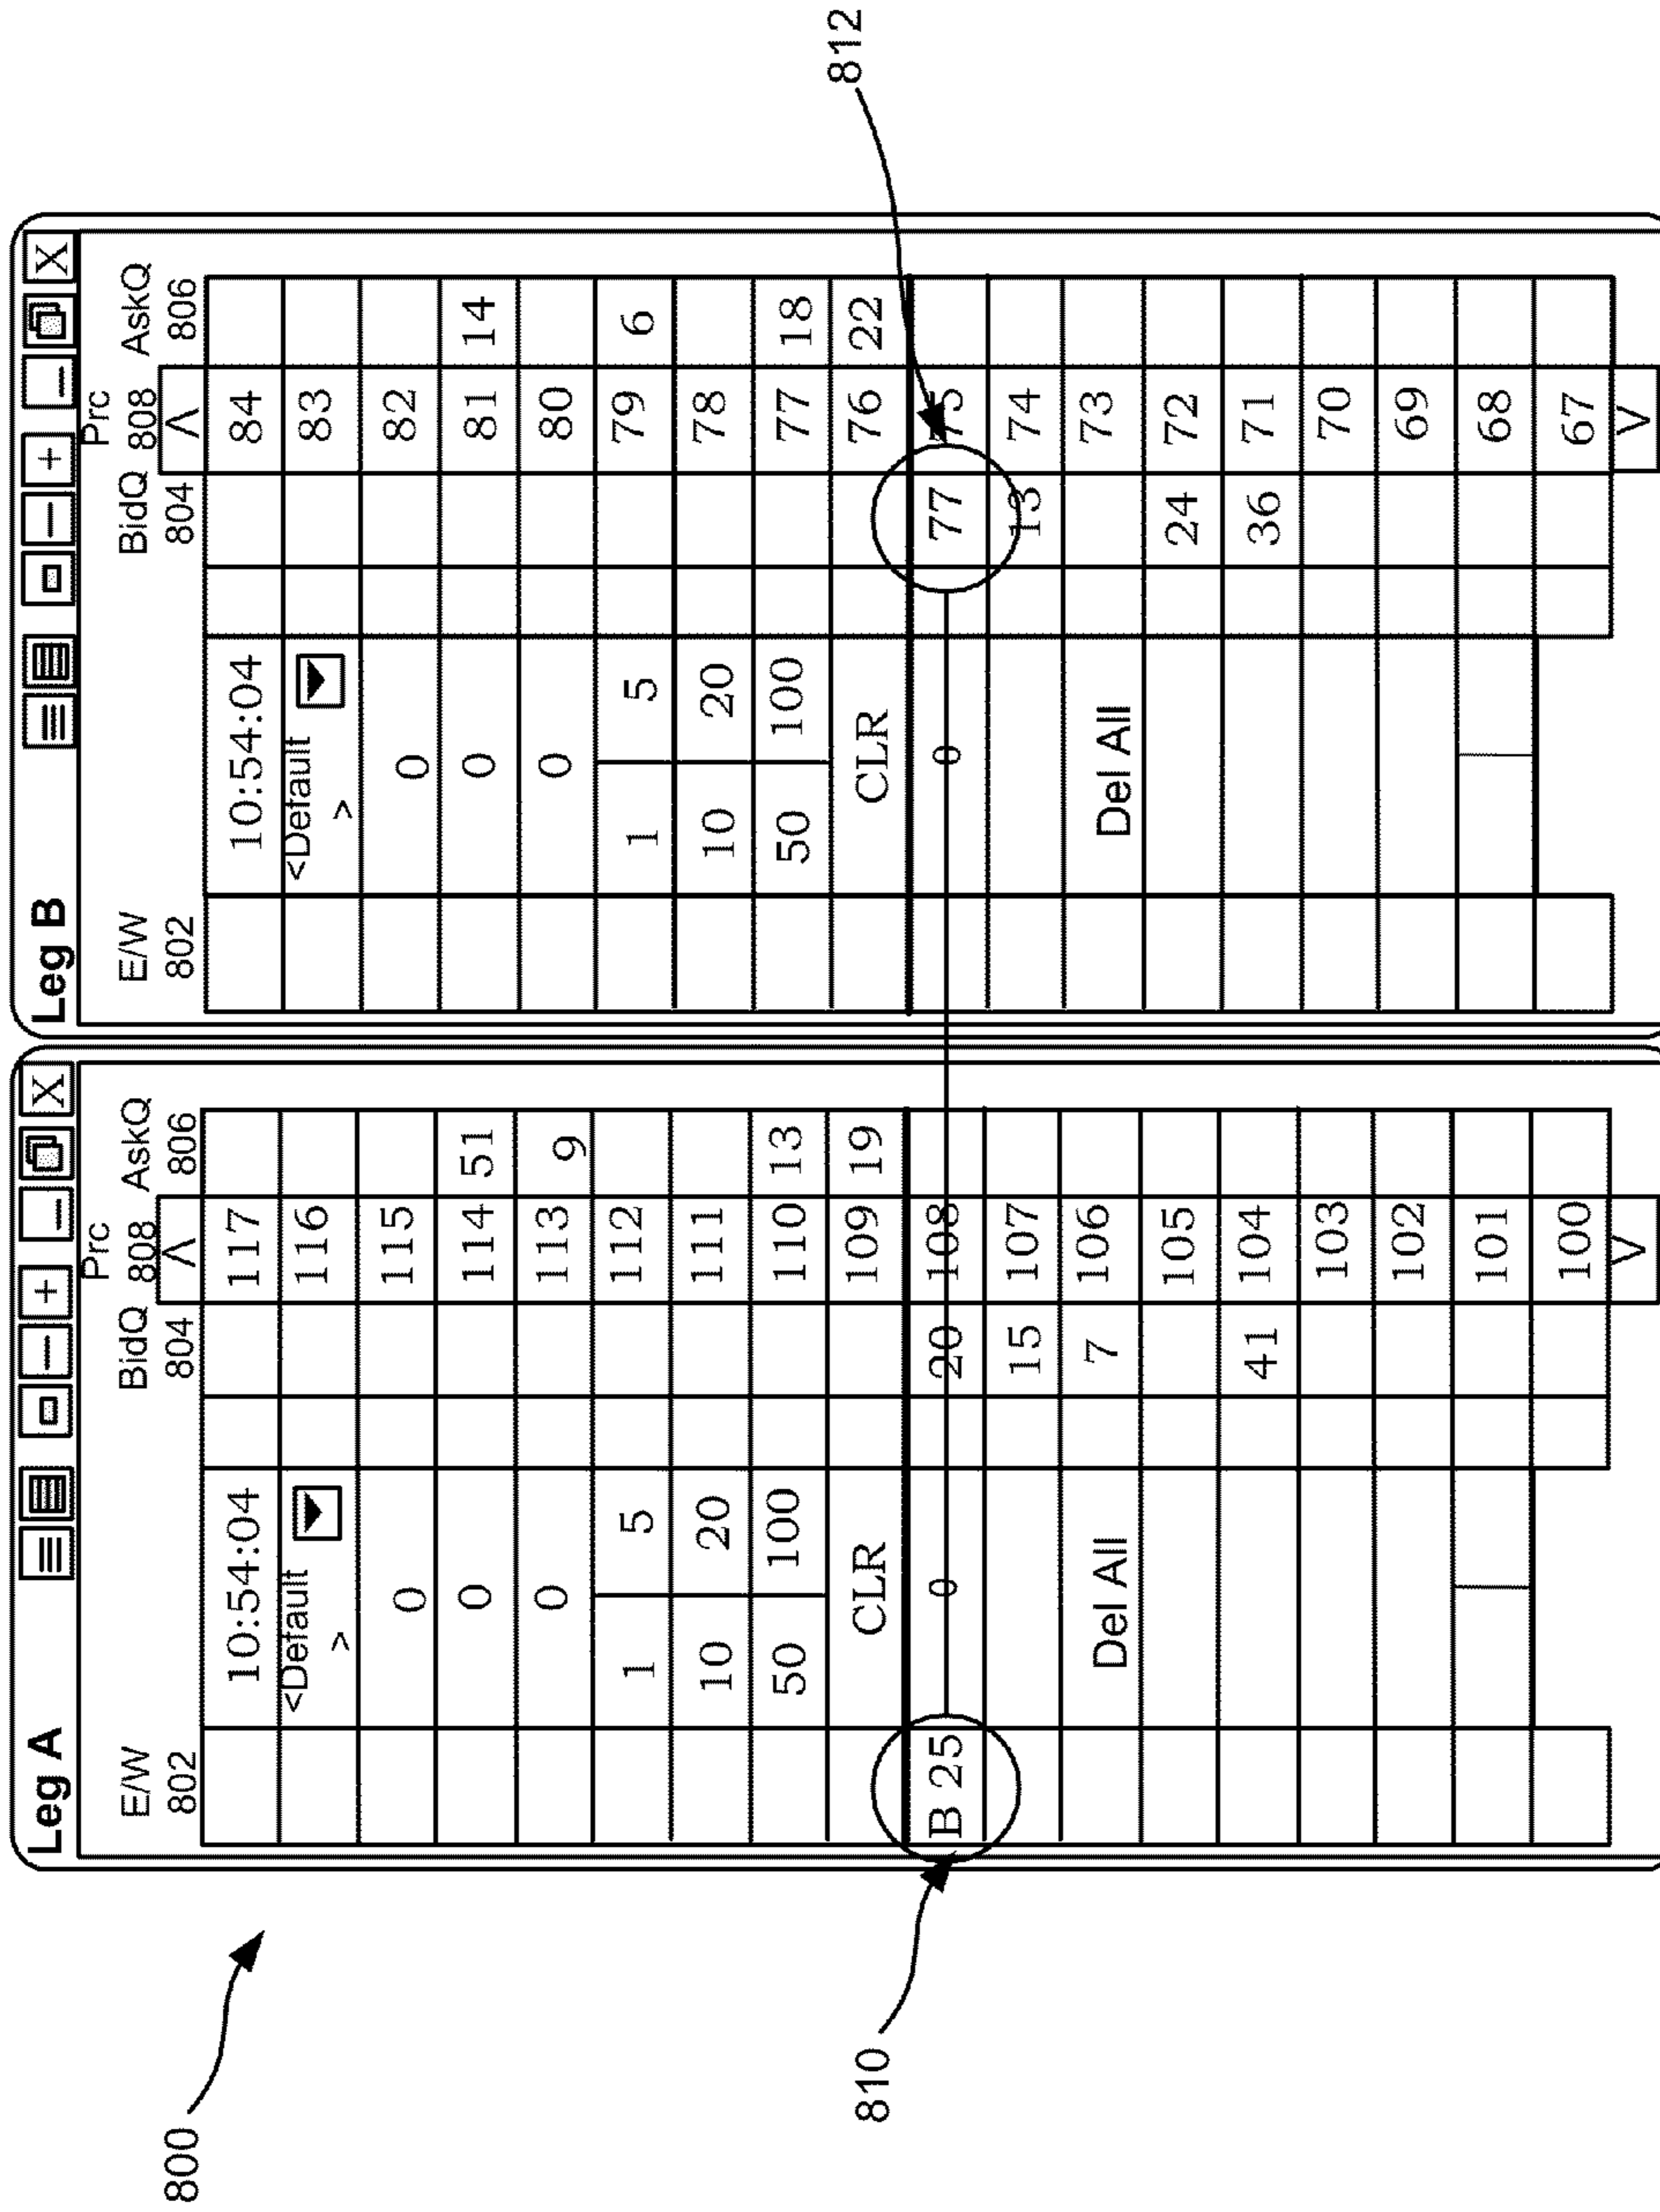 800
Leg A X
Leg B X
Prc Prc
E/W BidQ 808 AskQ E/W BidQ 808 AskQ
802 804 Λ 806 802 804 Λ 806
10:54:04 117 10:54:04 84
<Default 116 <Default 83
> >
0 115 0 82
0 114 51 0 81 14
0 113 9 0 80
1 5 112 1 5 79 6
10 20 111 10 20 78
50 100 110 13 50 100 77 18
CLR 109 19 CLR 76 22
810 B 25 0 20 108 0 77 75 812
15 107 13 74
Del All 7 106 Del All 73
105 24 72
41 104 36 71
103 70
102 69
101 68
100 67
V V